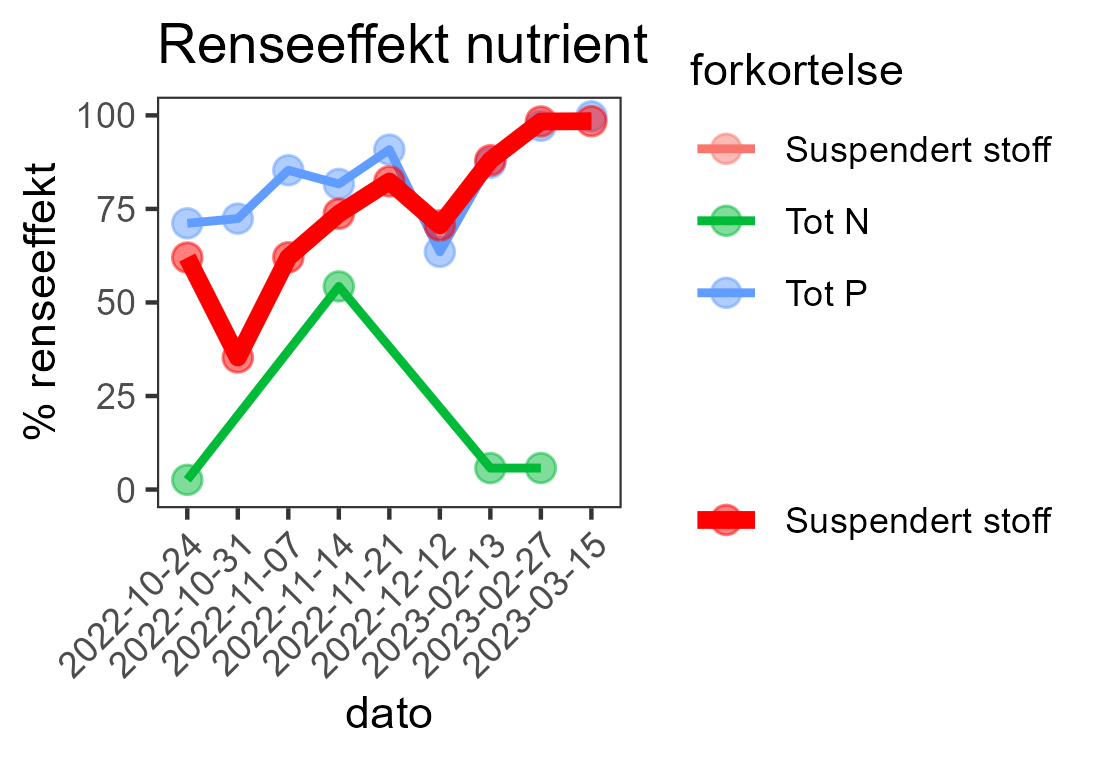 Renseeffekt nutrient
% renseeffekt
100
75
50
25
0
2022-10-24
2022-10-31
2022-11-07
2022-11-14
2022-11-21
2022-12-12
2023-02-13
2023-02-27
2023-03-15
dato
forkortelse
Suspendert stoff
Tot N
Tot P
Suspendert stoff